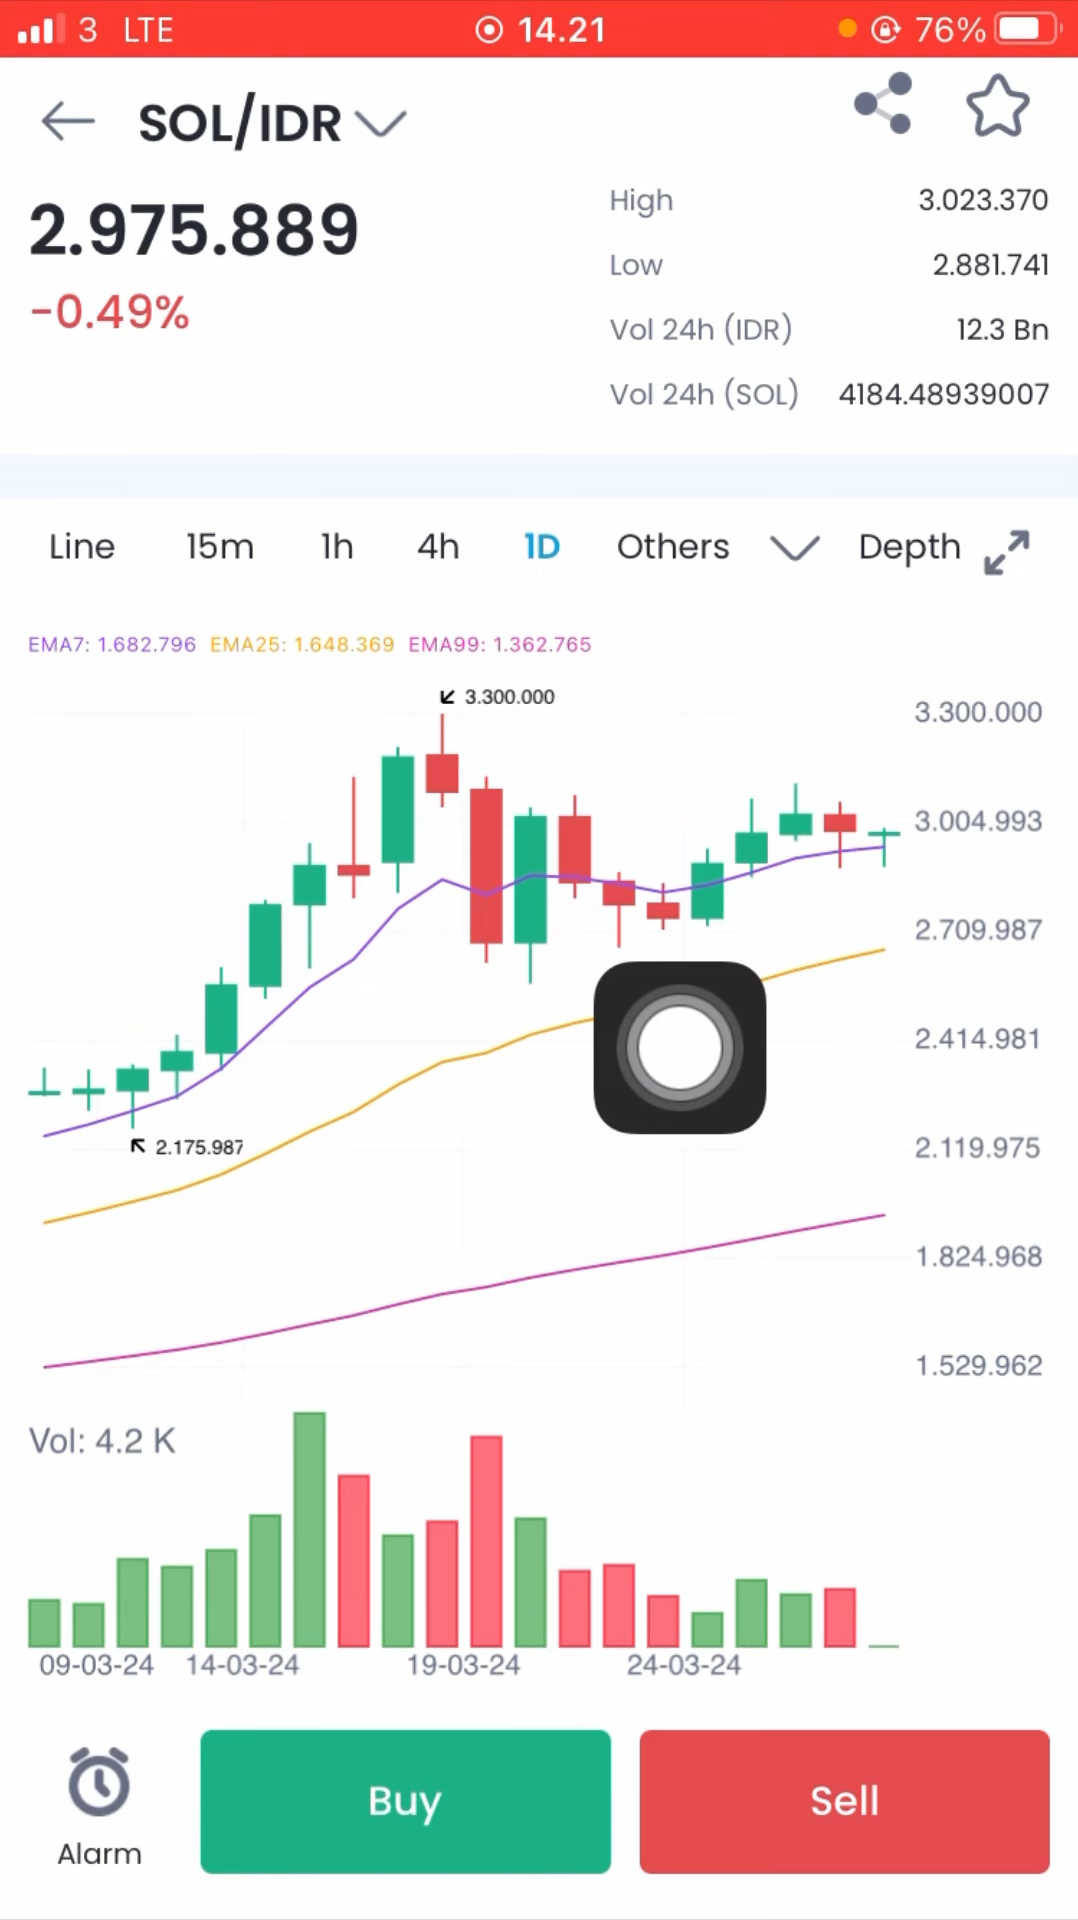 3 LTE 14.21 76%
SOL/IDR
2.975.889
-0.49%
High 3.023.370
Low 2.881.741
Vol 24h (IDR) 12.3 Bn
Vol 24h (SOL) 4184.48939007
Line 15m 1h 4h 1D Others Depth
EMA7: 1.682.796 EMA25: 1.648.369 EMA99: 1.362.765
3.300.000
3.300.000
3.004.993
2.709.987
2.414.981
2.175.987
2.119.975
1.824.968
1.529.962
Vol: 4.2 K
09-03-24 14-03-24 19-03-24 24-03-24
Alarm
Buy
Sell